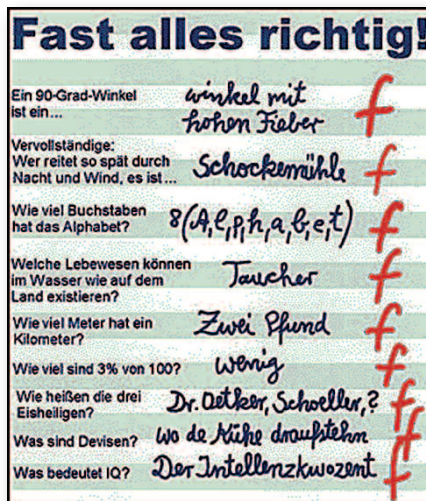 Fast alles richtig!
Ein 90-Grad-Winkel
ist ein...
winkel mit
hohen Fieber
f
Vervollständige:
Wer reitet so spät durch
Nacht und Wind, es ist...
Schockemühle
f
Wie viel Buchstaben
hat das Alphabet?
8 (A,l,p,h,a,b,e,t)
f
Welche Lebewesen können
im Wasser wie auf dem
Land existieren?
Taucher
f
Wie viel Meter hat ein
Kilometer?
Zwei Pfund
f
Wie viel sind 3% von 100?
wenig
f
Wie heißen die drei
Eisheiligen?
Dr. Oetker, Schoeller, ?
f
Was sind Devisen?
wo de Kühe draufstehn
f
Was bedeutet IQ?
Der Intellenzkwozent
f